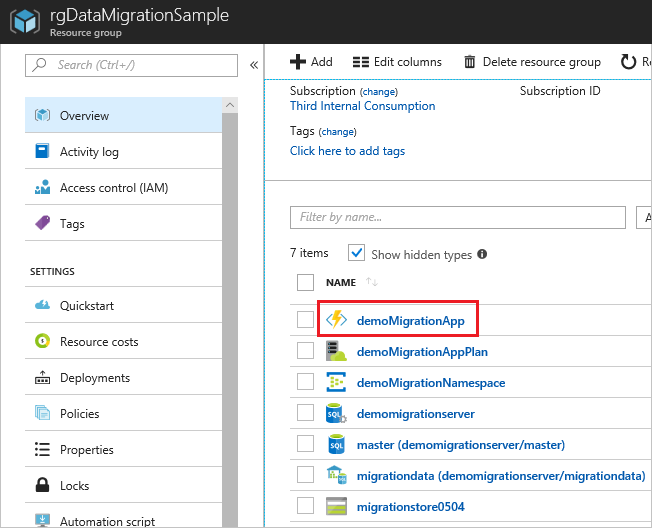 rgDataMigrationSample
Resource group
Search (Ctrl+/)
Overview
Activity log
Access control (IAM)
Tags
SETTINGS
Quickstart
Resource costs
Deployments
Policies
Properties
Locks
Automation script
Add
Edit columns
Delete resource group
Subscription (change)
Subscription ID
Third Internal Consumption
Tags (change)
Click here to add tags
Filter by name...
7 items
Show hidden types
NAME
demoMigrationApp
demoMigrationAppPlan
demoMigrationNamespace
demomigrationserver
master (demomigrationserver/master)
migrationdata (demomigrationserver/migrationdata)
migrationstore0504